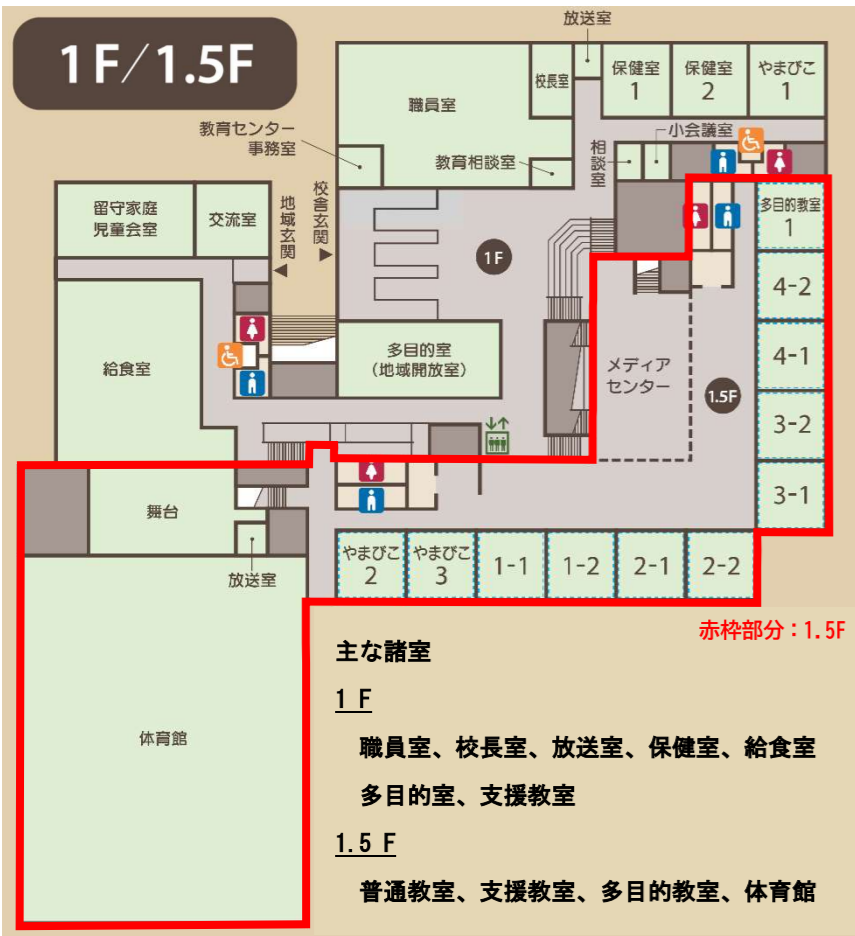 1F/1.5F
放送室
職員室
校長室
保健室
1
保健室
2
やまびこ
1
教育センター
事務室
教育相談室
相談室
小会議室
留守家庭
児童会室
交流室
地域玄関
校舎玄関
1F
多目的教室
1
4-2
給食室
多目的室
(地域開放室)
メディア
センター
1.5F
4-1
3-2
3-1
舞台
放送室
やまびこ
2
やまびこ
3
1-1
1-2
2-1
2-2
赤枠部分：1.5F
体育館
主な諸室
1 F
職員室、校長室、放送室、保健室、給食室
多目的室、支援教室
1.5 F
普通教室、支援教室、多目的教室、体育館